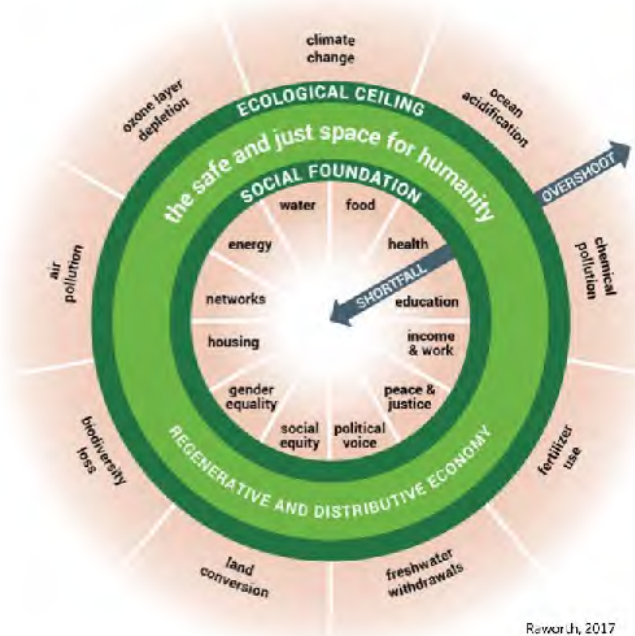 climate
change
ocean
acidification
chemical
pollution
fertilizer
use
freshwater
withdrawals
land
conversion
biodiversity
loss
air
pollution
ozone layer
depletion
ECOLOGICAL CEILING
the safe and just space for humanity
SOCIAL FOUNDATION
OVERSHOOT
SHORTFALL
water
food
health
education
income
& work
peace &
justice
political
voice
social
equity
gender
equality
housing
networks
energy
REGENERATIVE AND DISTRIBUTIVE ECONOMY
Raworth, 2017